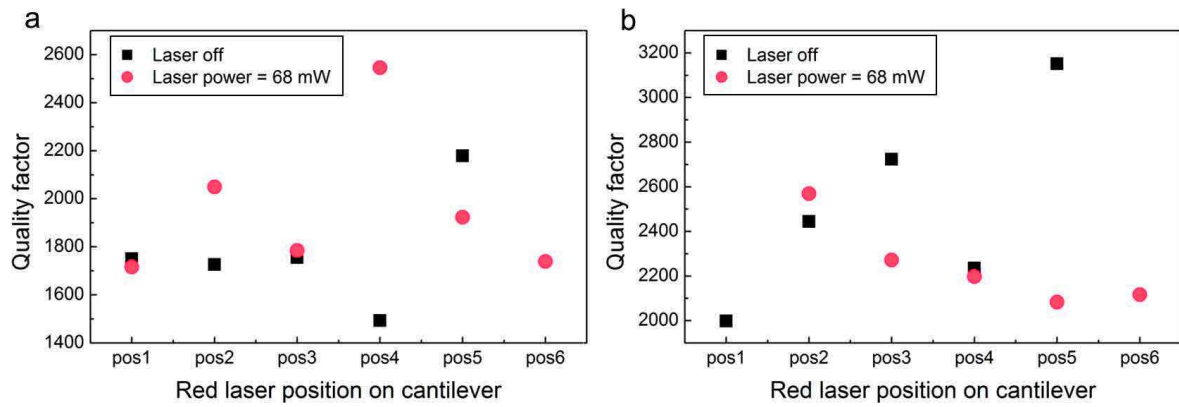 a
Quality factor
2600
2400
2200
2000
1800
1600
1400
Laser off
Laser power = 68 mW
pos1 pos2 pos3 pos4 pos5 pos6
Red laser position on cantilever
b
Quality factor
3200
3000
2800
2600
2400
2200
2000
Laser off
Laser power = 68 mW
pos1 pos2 pos3 pos4 pos5 pos6
Red laser position on cantilever